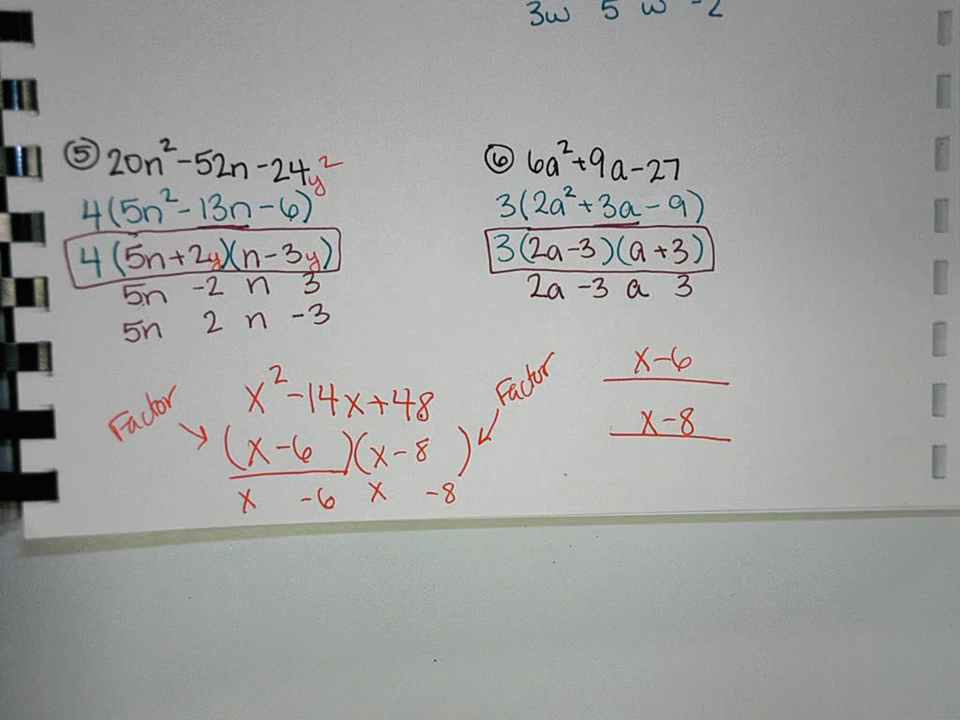 3w 5 w -2
⑤ 20n² - 52n - 24y²
4(5n² - 13n - 6)
4(5n + 2y)(n - 3y)
5n -2 n 3
5n 2 n -3
⑥ 6a² + 9a - 27
3(2a² + 3a - 9)
3(2a - 3)(a + 3)
2a -3 a 3
x² - 14x + 48
Factor
Factor
(x - 6)(x - 8)
x -6 x -8
x - 6
x - 8